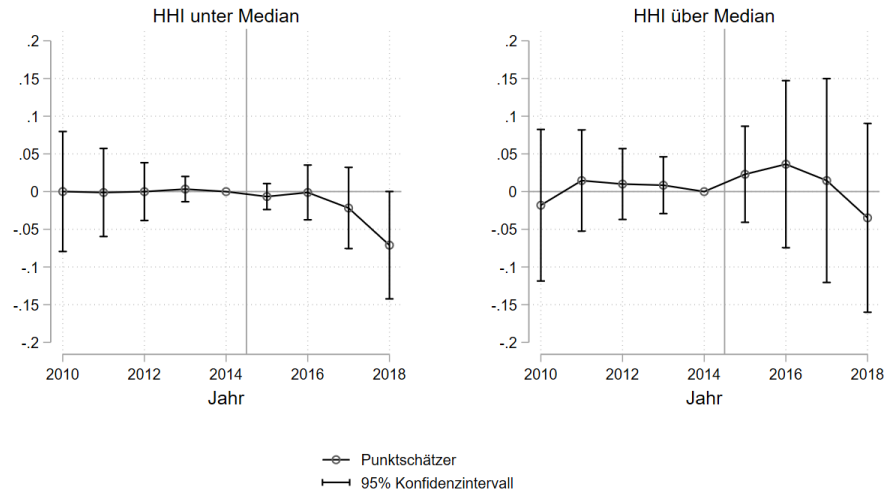 HHI unter Median
.2
.15
.1
.05
0
-.05
-.1
-.15
-.2
2010 2012 2014 2016 2018
Jahr
HHI über Median
.2
.15
.1
.05
0
-.05
-.1
-.15
-.2
2010 2012 2014 2016 2018
Jahr
Punktschätzer
95% Konfidenzintervall